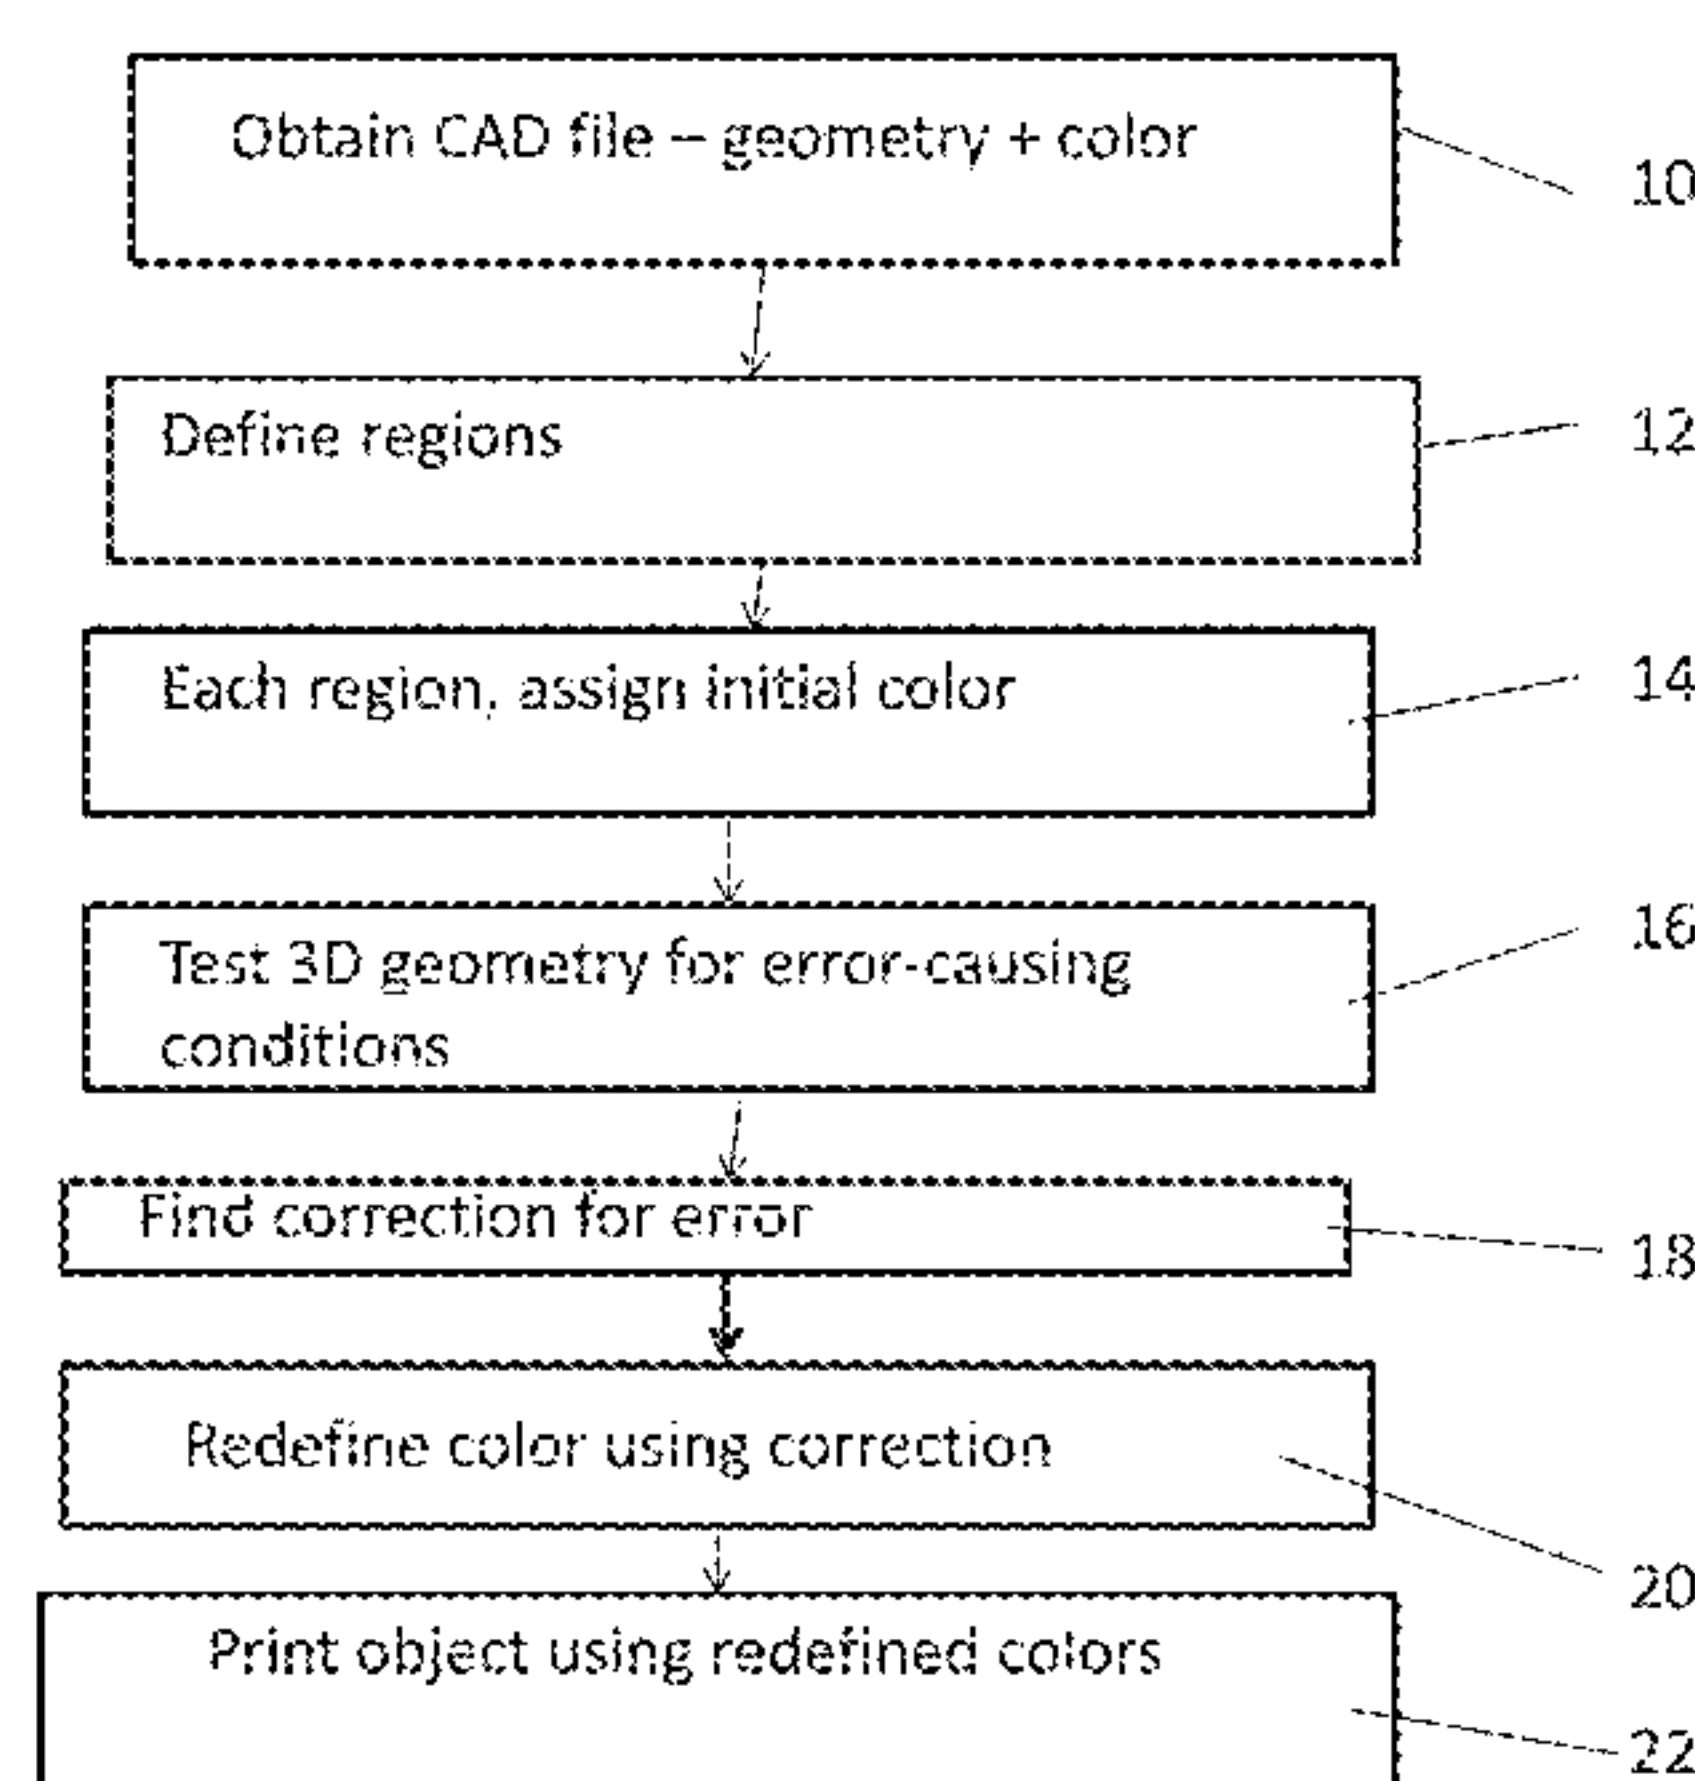 Obtain CAD file – geometry + color
10
Define regions
12
Each region, assign initial color
14
Test 3D geometry for error-causing
conditions
16
Find correction for error
18
Redefine color using correction
20
Print object using redefined colors
22